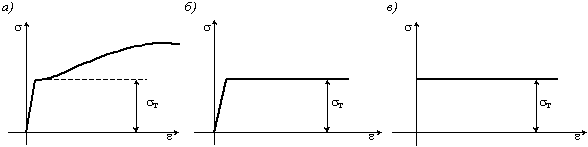 а) б) в)
σ σ σ
σт σт σт
ε ε ε